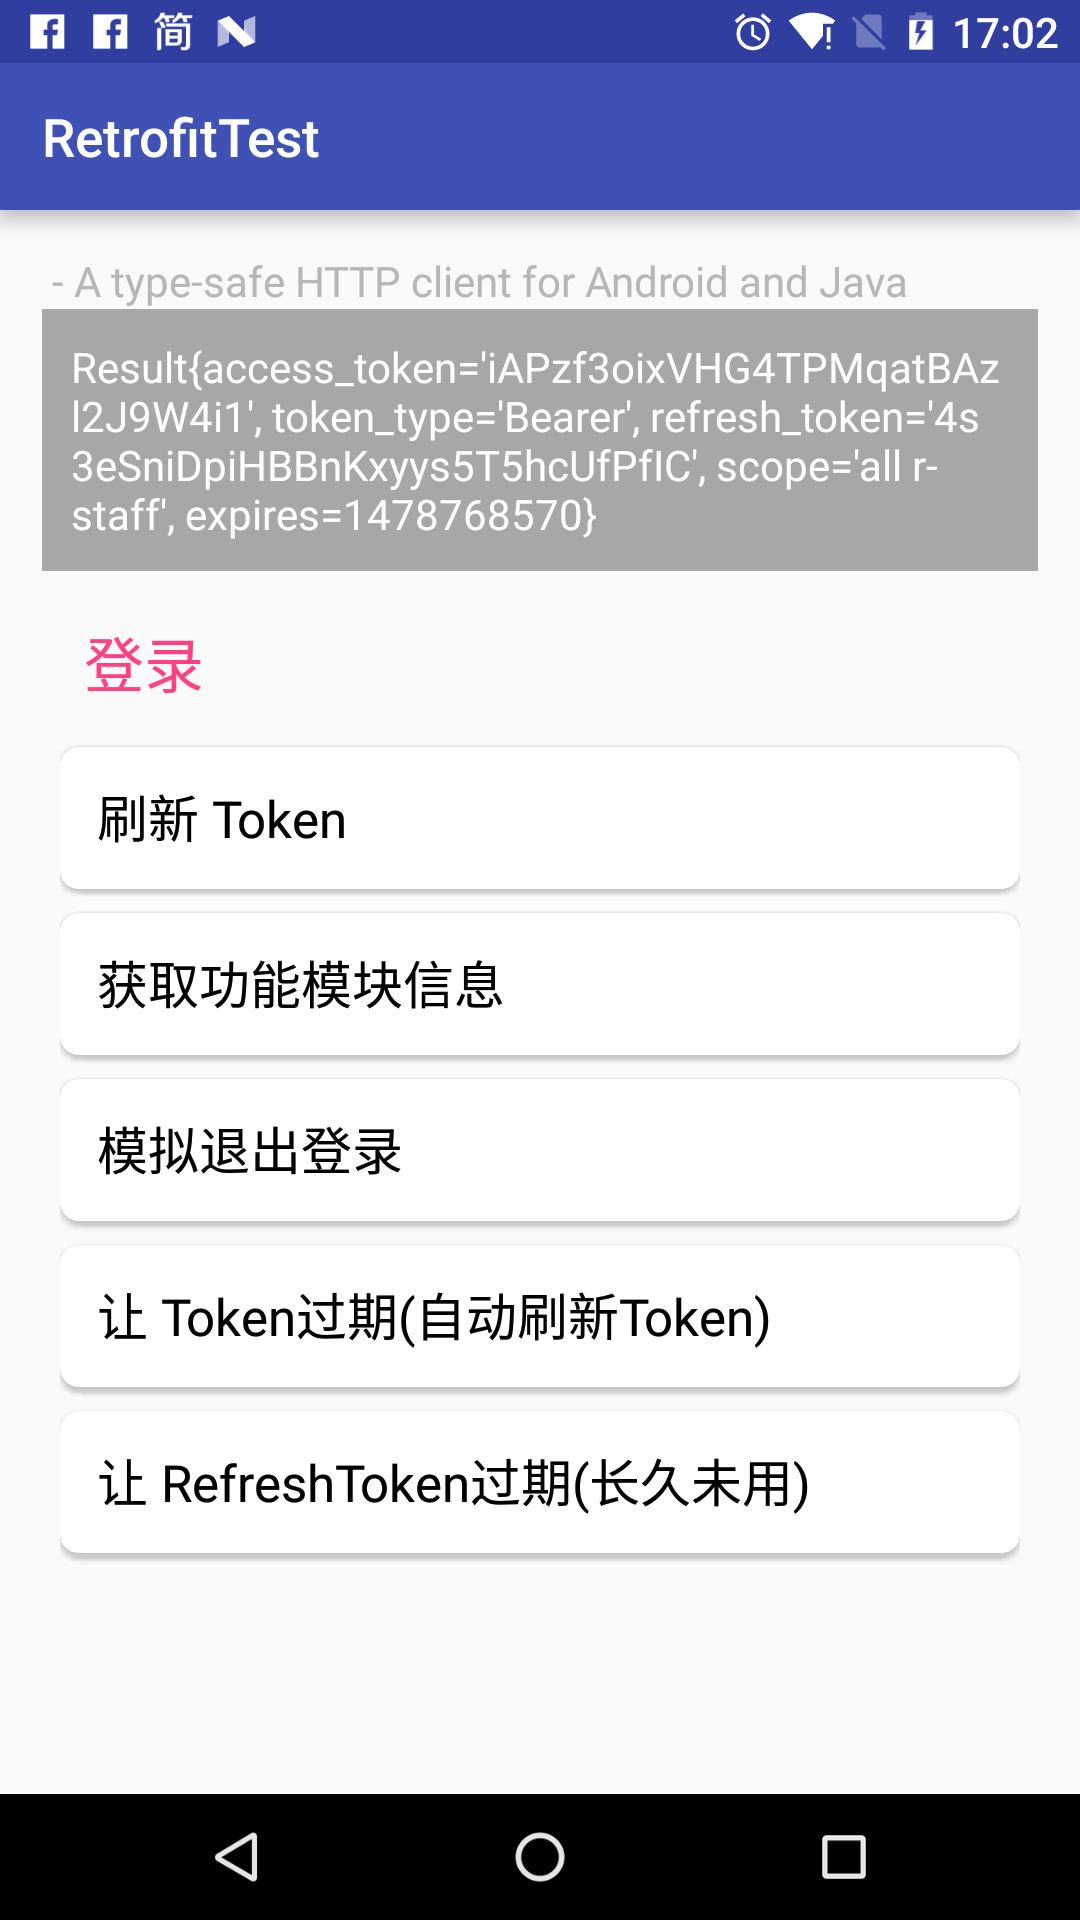 简
17:02
RetrofitTest
- A type-safe HTTP client for Android and Java
Result{access_token='iAPzf3oixVHG4TPMqatBAz
l2J9W4i1', token_type='Bearer', refresh_token='4s
3eSniDpiHBBnKxyys5T5hcUfPfIC', scope='all r-
staff', expires=1478768570}
登录
刷新 Token
获取功能模块信息
模拟退出登录
让 Token过期(自动刷新Token)
让 RefreshToken过期(长久未用)